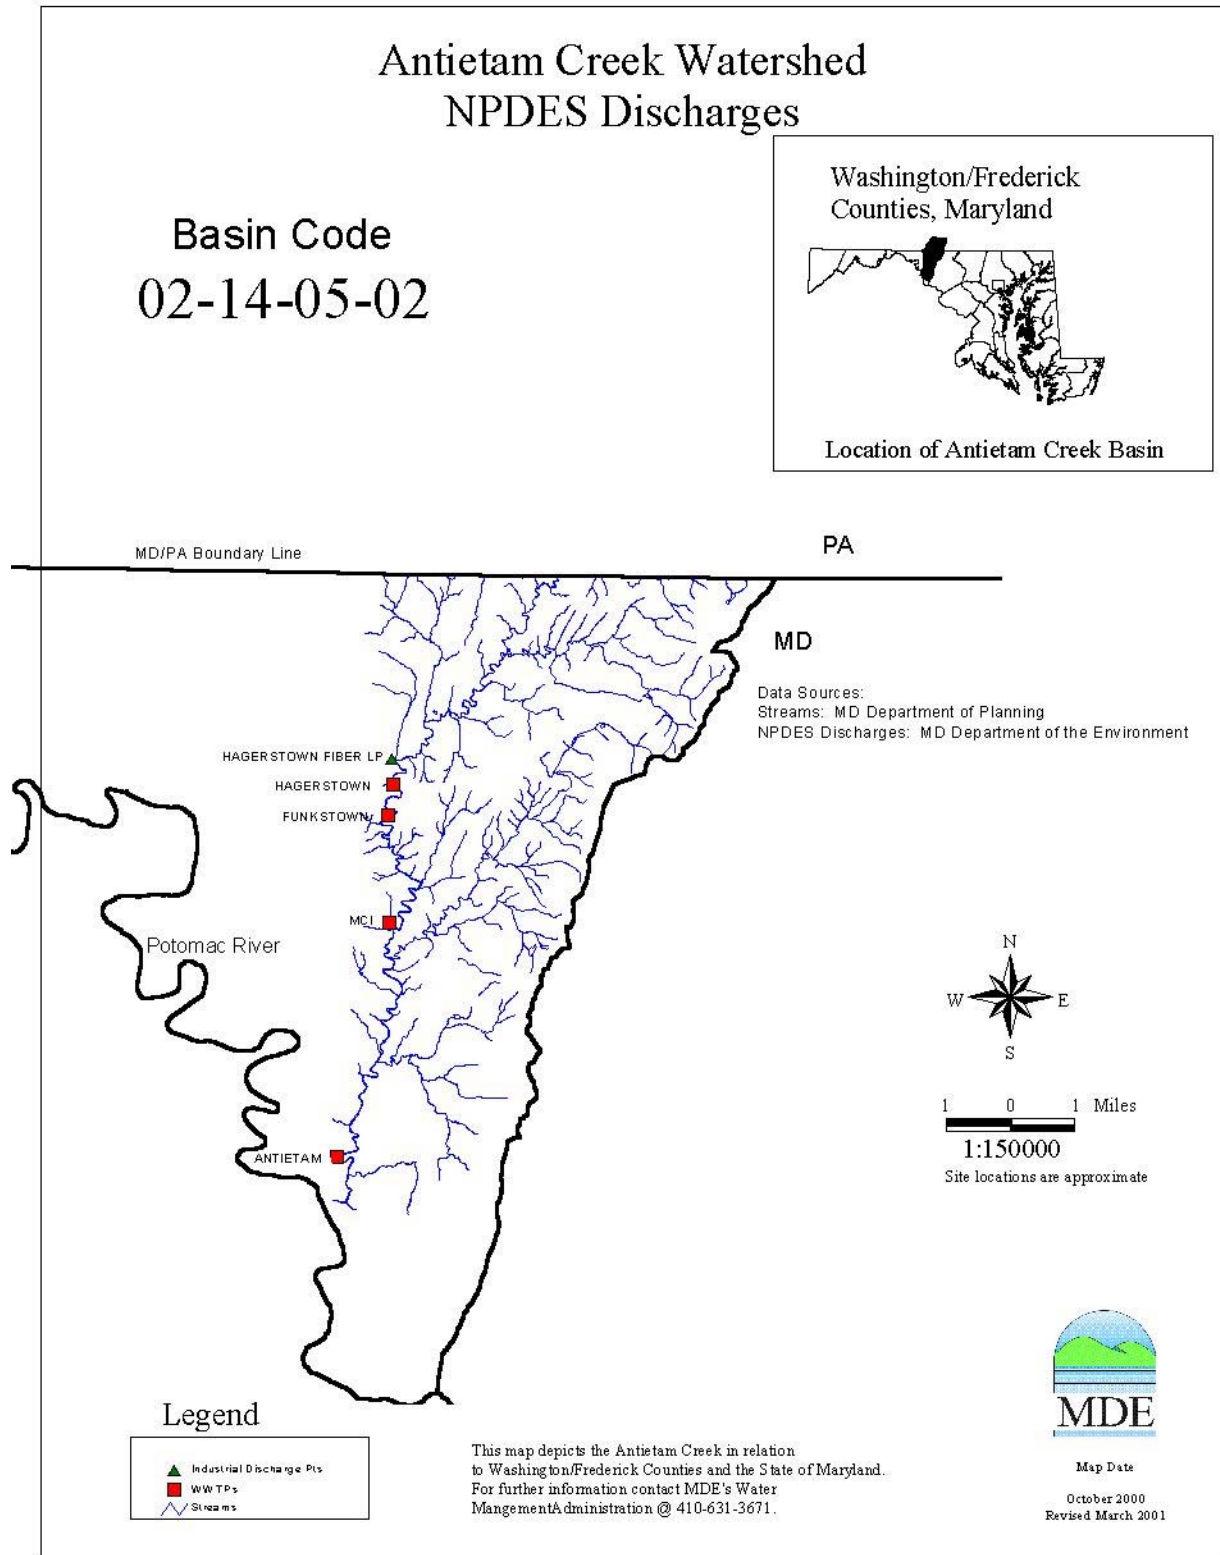 Antietam Creek Watershed
NPDES Discharges
Basin Code
02-14-05-02
Washington/Frederick
Counties, Maryland
Location of Antietam Creek Basin
MD/PA Boundary Line
PA
MD
Data Sources:
Streams: MD Department of Planning
NPDES Discharges: MD Department of the Environment
HAGERSTOWN FIBER LP
HAGERSTOWN
FUNKSTOWN
MCI
Potomac River
ANTIETAM
N
W E
S
1 0 1 Miles
1:150000
Site locations are approximate
Legend
Industrial Discharge Pts
WWTPs
Streams
This map depicts the Antietam Creek in relation
to Washington/Frederick Counties and the State of Maryland.
For further information contact MDE's Water
MangementAdministration @ 410-631-3671.
MDE
Map Date
October 2000
Revised March 2001